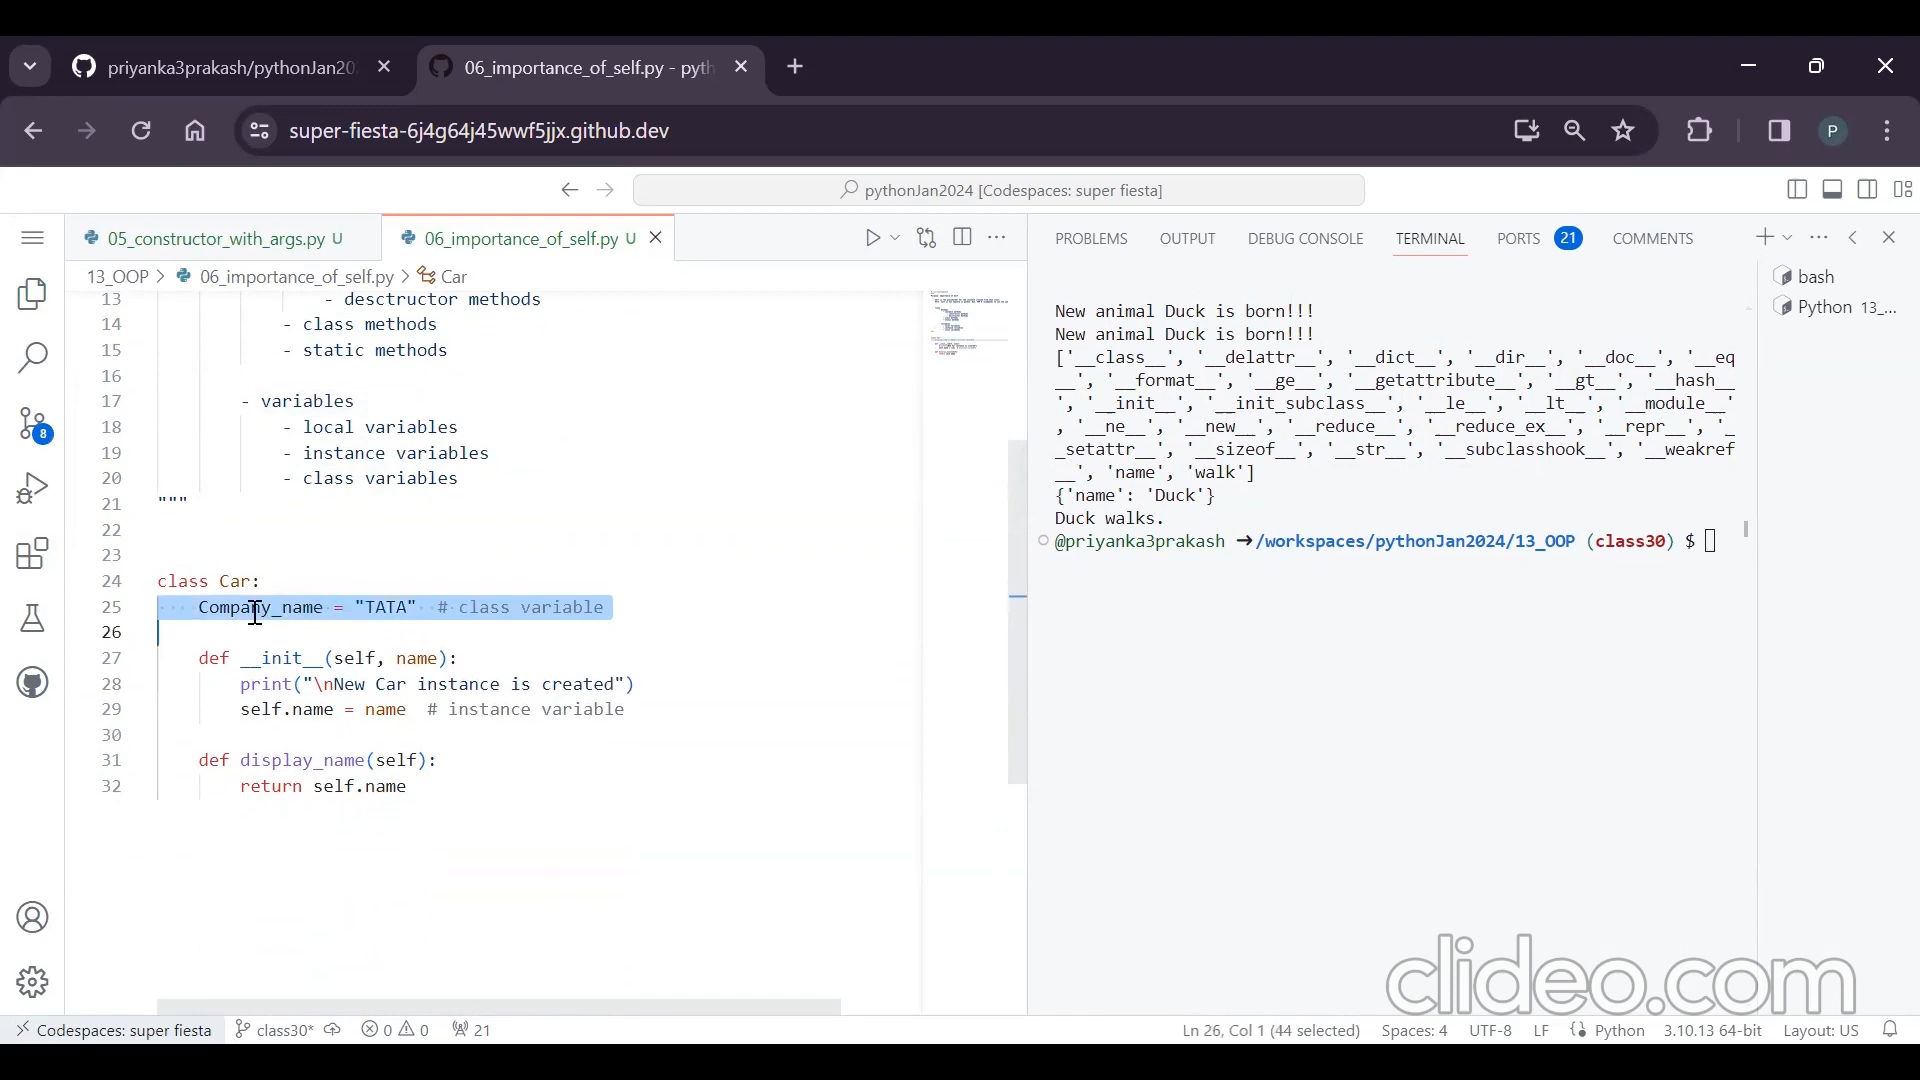 priyanka3prakash/pythonJan20
06_importance_of_self.py - pyth
super-fiesta-6j4g64j45wwf5jjx.github.dev
P
pythonJan2024 [Codespaces: super fiesta]
05_constructor_with_args.py U
06_importance_of_self.py U
13_OOP > 06_importance_of_self.py > Car
13 - desctructor methods
14 - class methods
15 - static methods
16
17 - variables
18 - local variables
19 - instance variables
20 - class variables
21 """
22
23
24 class Car:
25 Company_name = "TATA" # class variable
26
27 def __init__(self, name):
28 print("\nNew Car instance is created")
29 self.name = name # instance variable
30
31 def display_name(self):
32 return self.name
8
PROBLEMS OUTPUT DEBUG CONSOLE TERMINAL PORTS 21 COMMENTS
bash
Python 13_...
New animal Duck is born!!!
New animal Duck is born!!!
['__class__', '__delattr__', '__dict__', '__dir__', '__doc__', '__eq
__', '__format__', '__ge__', '__getattribute__', '__gt__', '__hash__
', '__init__', '__init_subclass__', '__le__', '__lt__', '__module__'
, '__ne__', '__new__', '__reduce__', '__reduce_ex__', '__repr__', '_
_setattr__', '__sizeof__', '__str__', '__subclasshook__', '__weakref
__', 'name', 'walk']
{'name': 'Duck'}
Duck walks.
@priyanka3prakash →/workspaces/pythonJan2024/13_OOP (class30) $
clideo.com
Codespaces: super fiesta class30* 0 0 21 Ln 26, Col 1 (44 selected) Spaces: 4 UTF-8 LF Python 3.10.13 64-bit Layout: US